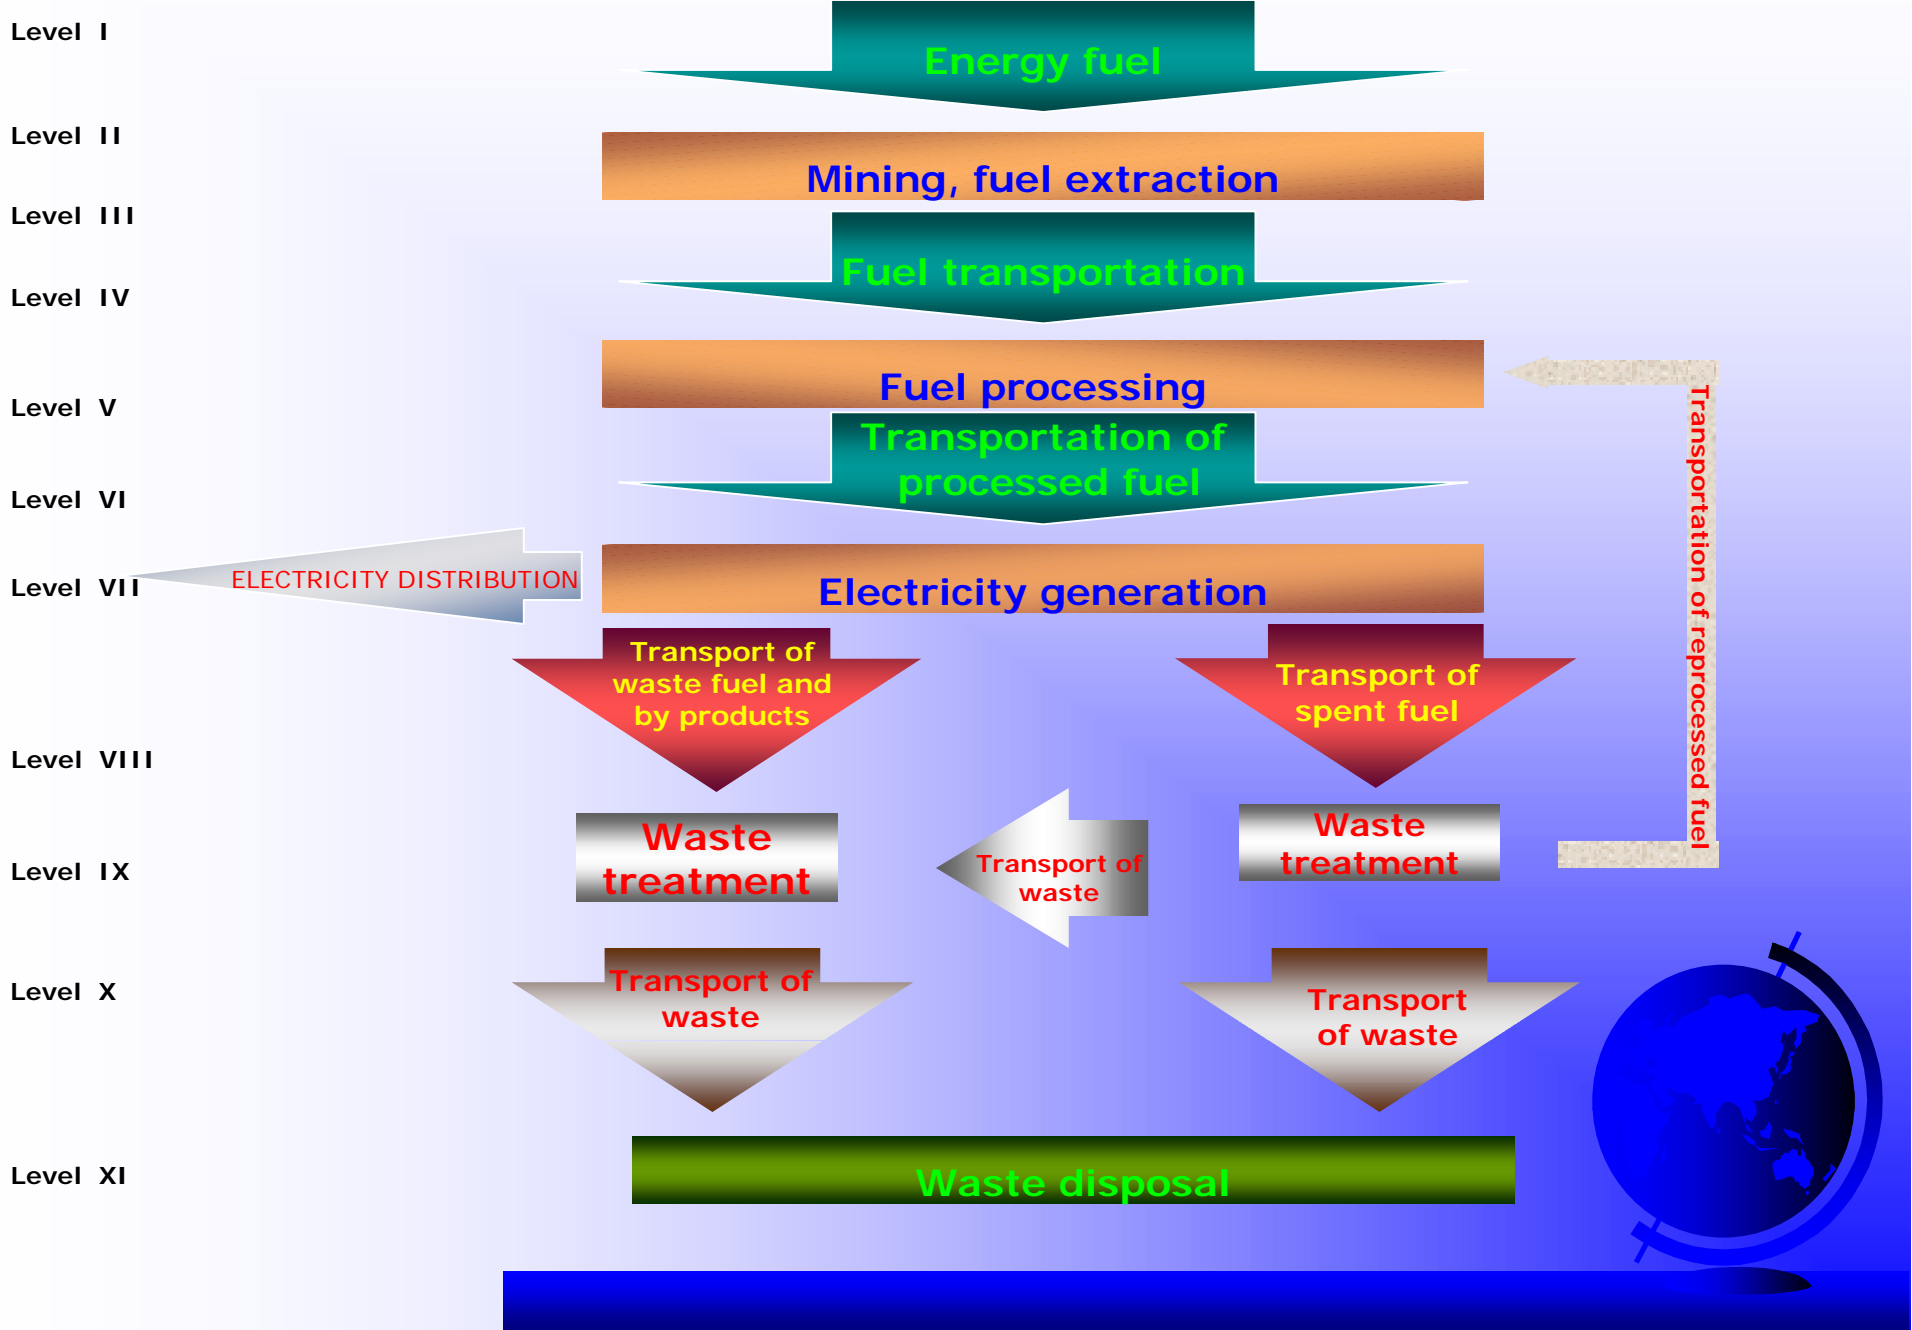 Level I
Energy fuel
Level II
Mining, fuel extraction
Level III
Fuel transportation
Level IV
Fuel processing
Level V
Transportation of
processed fuel
Level VI
ELECTRICITY DISTRIBUTION
Level VII
Electricity generation
Transport of
waste fuel and
by products
Transport of
spent fuel
Transportation of reprocessed fuel
Level VIII
Waste
treatment
Transport of
waste
Waste
treatment
Level IX
Level X
Transport of
waste
Transport
of waste
Level XI
Waste disposal